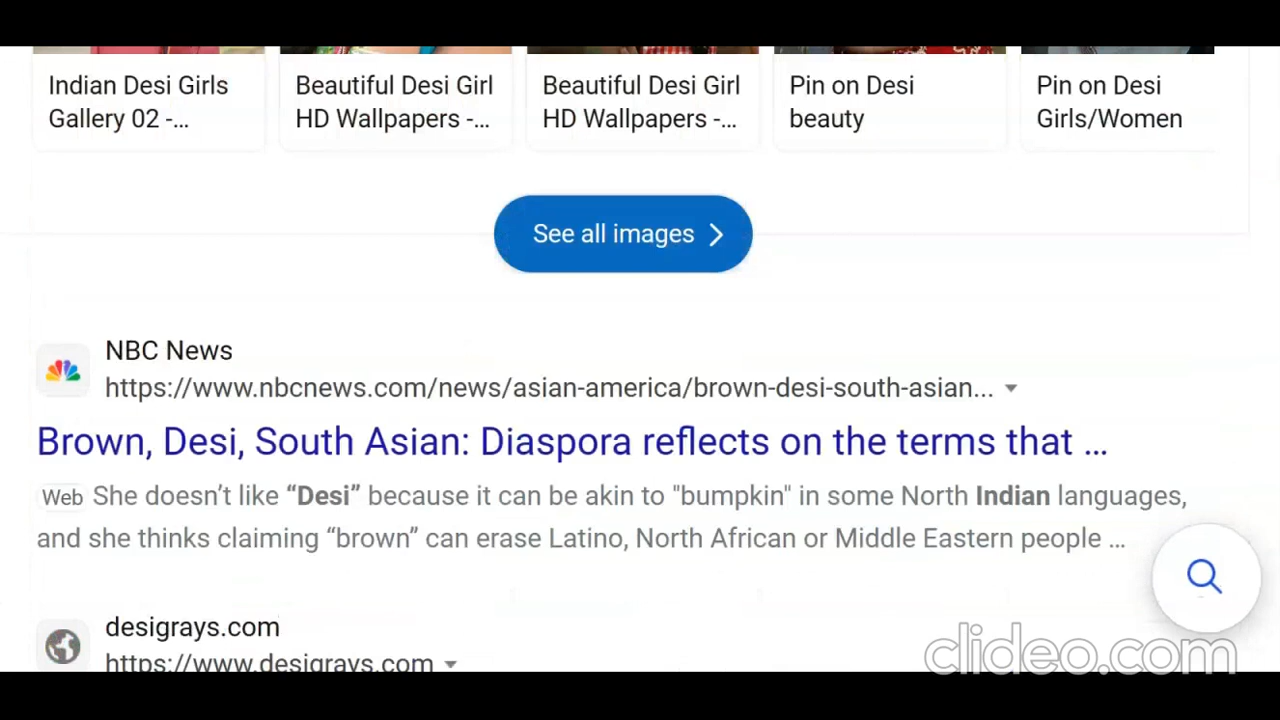 Indian Desi Girls
Gallery 02 -...
Beautiful Desi Girl
HD Wallpapers -...
Beautiful Desi Girl
HD Wallpapers -...
Pin on Desi
beauty
Pin on Desi
Girls/Women
See all images
NBC News
https://www.nbcnews.com/news/asian-america/brown-desi-south-asian...
Brown, Desi, South Asian: Diaspora reflects on the terms that ...
Web She doesn’t like “Desi” because it can be akin to "bumpkin" in some North Indian languages,
and she thinks claiming “brown” can erase Latino, North African or Middle Eastern people ...
desigrays.com
https://www.desigrays.com
clideo.com